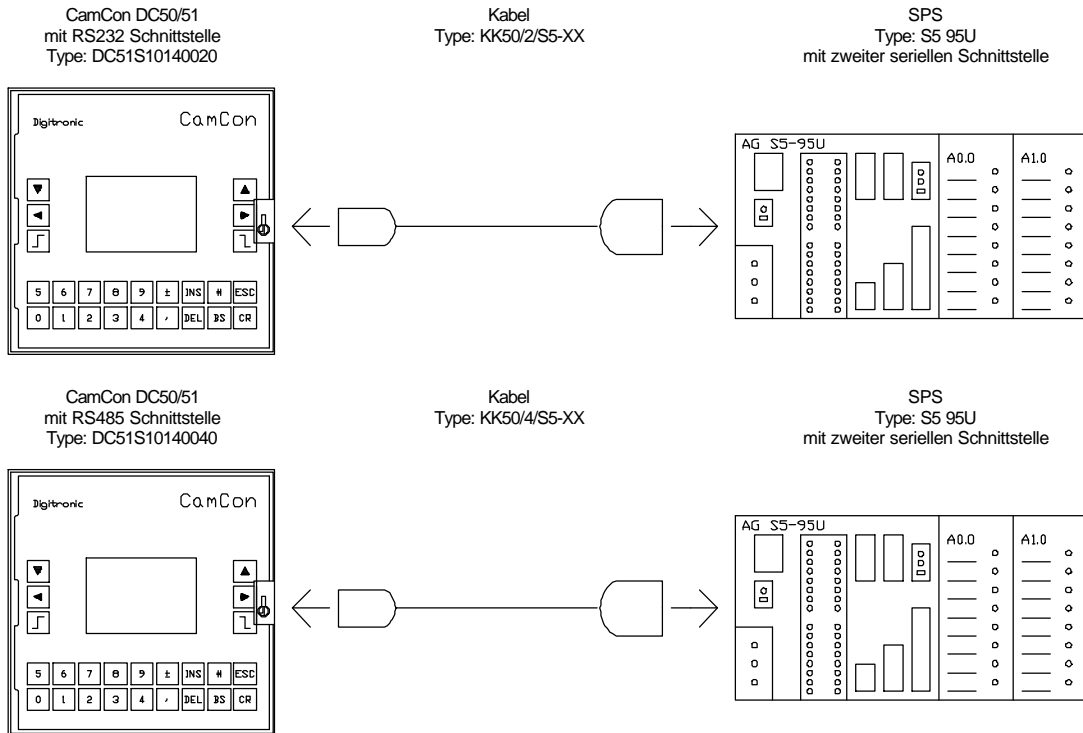 CamCon DC50/51
mit RS232 Schnittstelle
Type: DC51S10140020
Kabel
Type: KK50/2/S5-XX
SPS
Type: S5 95U
mit zweiter seriellen Schnittstelle
Digitronic CamCon
5 6 7 8 9 ± INS # ESC
0 1 2 3 4 , DEL BS CR
AG S5-95U
A0.0 A1.0
CamCon DC50/51
mit RS485 Schnittstelle
Type: DC51S10140040
Kabel
Type: KK50/4/S5-XX
SPS
Type: S5 95U
mit zweiter seriellen Schnittstelle
Digitronic CamCon
5 6 7 8 9 ± INS # ESC
0 1 2 3 4 , DEL BS CR
AG S5-95U
A0.0 A1.0